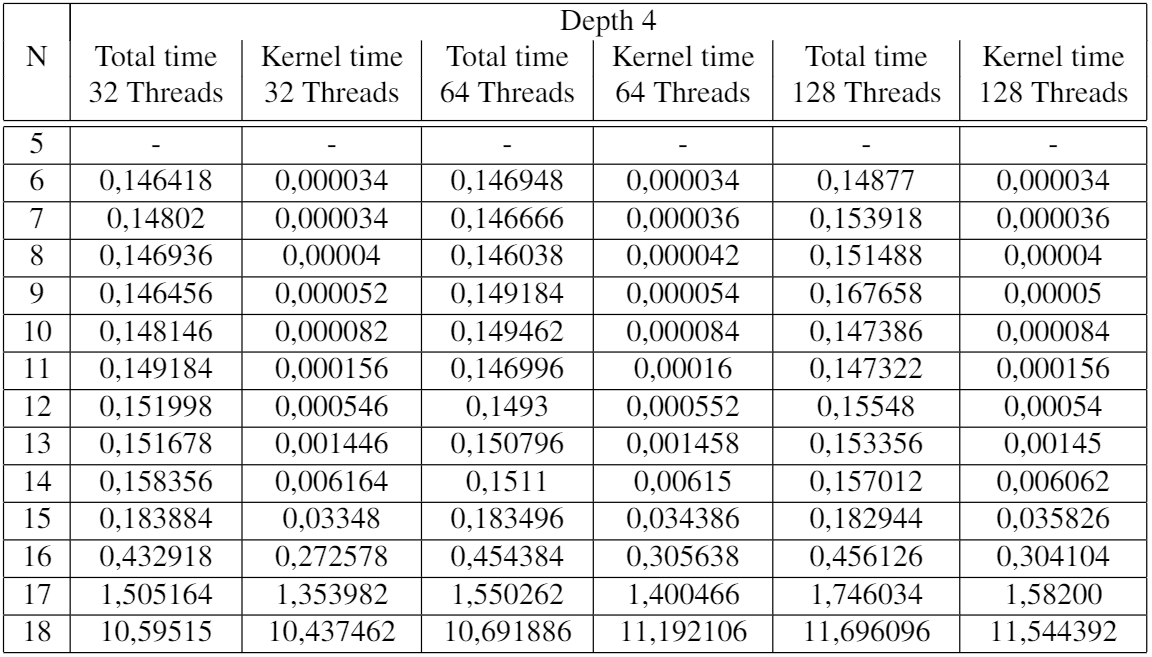 Depth 4
N Total time Kernel time Total time Kernel time Total time Kernel time
32 Threads 32 Threads 64 Threads 64 Threads 128 Threads 128 Threads
5 - - - - - -
6 0,146418 0,000034 0,146948 0,000034 0,14877 0,000034
7 0,14802 0,000034 0,146666 0,000036 0,153918 0,000036
8 0,146936 0,00004 0,146038 0,000042 0,151488 0,00004
9 0,146456 0,000052 0,149184 0,000054 0,167658 0,00005
10 0,148146 0,000082 0,149462 0,000084 0,147386 0,000084
11 0,149184 0,000156 0,146996 0,00016 0,147322 0,000156
12 0,151998 0,000546 0,1493 0,000552 0,15548 0,00054
13 0,151678 0,001446 0,150796 0,001458 0,153356 0,00145
14 0,158356 0,006164 0,1511 0,00615 0,157012 0,006062
15 0,183884 0,03348 0,183496 0,034386 0,182944 0,035826
16 0,432918 0,272578 0,454384 0,305638 0,456126 0,304104
17 1,505164 1,353982 1,550262 1,400466 1,746034 1,58200
18 10,59515 10,437462 10,691886 11,192106 11,696096 11,544392